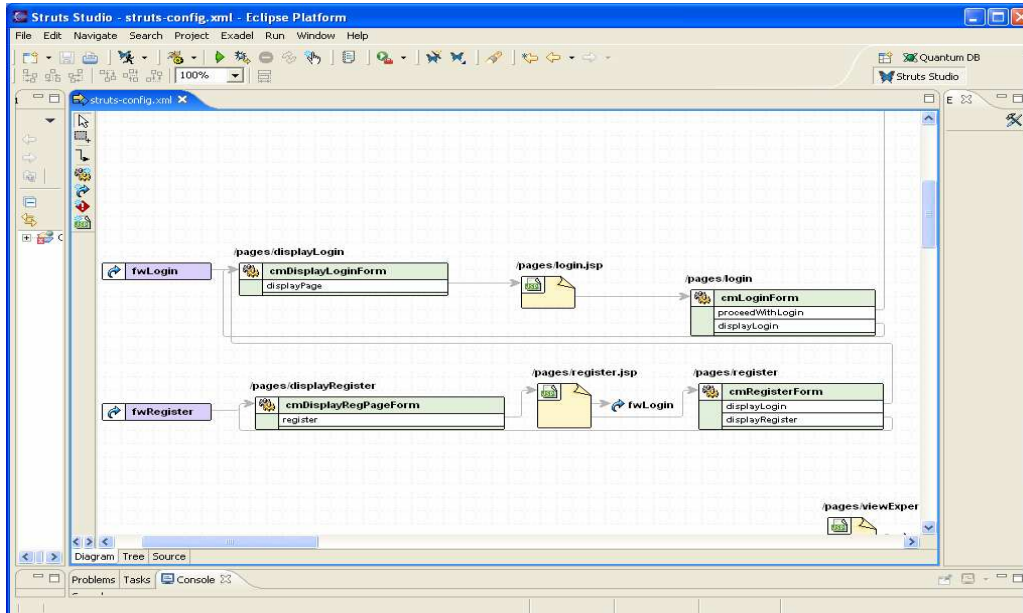 Struts Studio - struts-config.xml - Eclipse Platform
File Edit Navigate Search Project Exadel Run Window Help
Quantum DB
100%
Struts Studio
struts-config.xml
E
/pages/displayLogin
fwLogin
cmDisplayLoginForm
displayPage
/pages/login.jsp
/pages/login
cmLoginForm
proceedWithLogin
displayLogin
/pages/displayRegister
fwRegister
cmDisplayRegPageForm
register
/pages/register.jsp
fwLogin
/pages/register
cmRegisterForm
displayLogin
displayRegister
/pages/viewExper
Diagram Tree Source
Problems Tasks Console